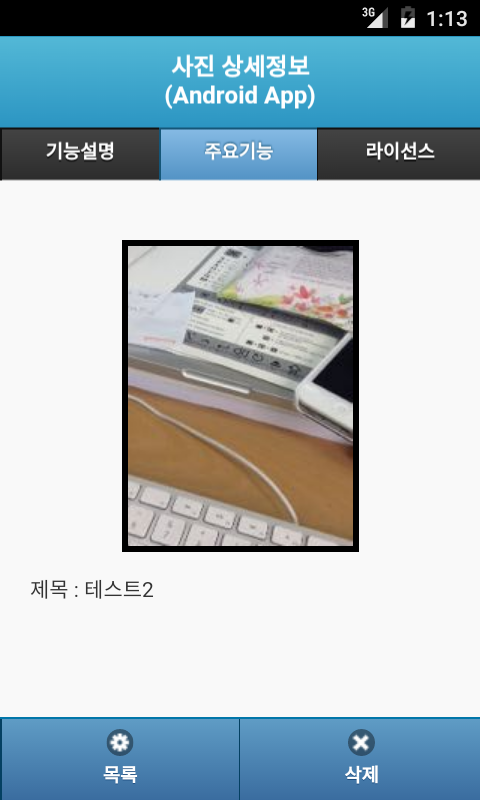 3G
1:13
사진 상세정보
(Android App)
기능설명 주요기능 라이선스
제목 : 테스트2
목록 삭제